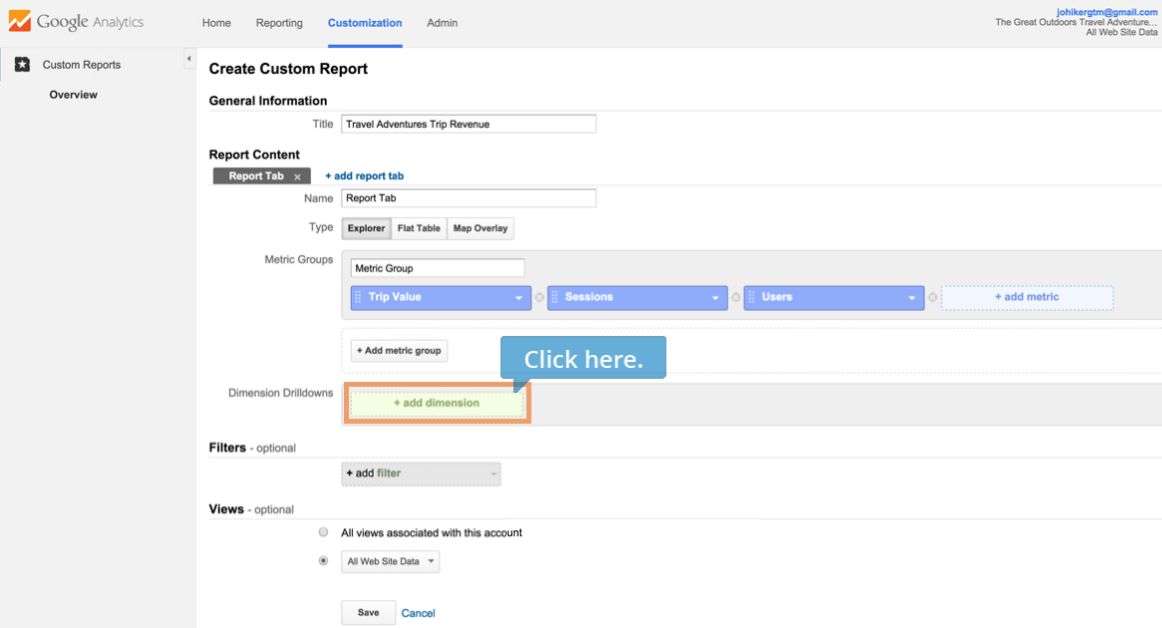 Google Analytics
Home Reporting Customization Admin
johikergtm@gmail.com
The Great Outdoors Travel Adventure...
All Web Site Data
Custom Reports
Overview
Create Custom Report
General Information
Title Travel Adventures Trip Revenue
Report Content
Report Tab x + add report tab
Name Report Tab
Type Explorer Flat Table Map Overlay
Metric Groups
Metric Group
Trip Value Sessions Users + add metric
+ Add metric group
Click here.
Dimension Drilldowns + add dimension
Filters - optional
+ add filter
Views - optional
All views associated with this account
All Web Site Data
Save Cancel